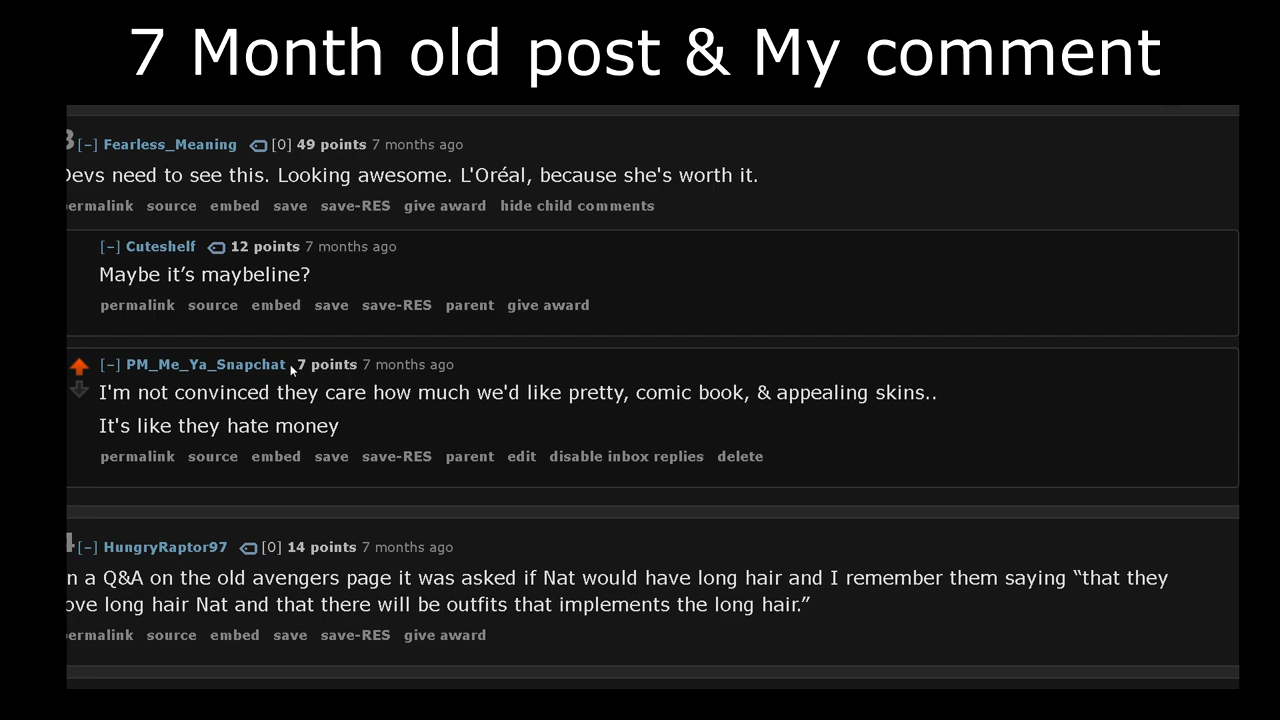 7 Month old post & My comment
[–] Fearless_Meaning [0] 49 points 7 months ago
Devs need to see this. Looking awesome. L'Oréal, because she's worth it.
permalink source embed save save-RES give award hide child comments
[–] Cuteshelf 12 points 7 months ago
Maybe it’s maybeline?
permalink source embed save save-RES parent give award
[–] PM_Me_Ya_Snapchat 7 points 7 months ago
I'm not convinced they care how much we'd like pretty, comic book, & appealing skins..
It's like they hate money
permalink source embed save save-RES parent edit disable inbox replies delete
[–] HungryRaptor97 [0] 14 points 7 months ago
n a Q&A on the old avengers page it was asked if Nat would have long hair and I remember them saying “that they
ove long hair Nat and that there will be outfits that implements the long hair.”
permalink source embed save save-RES give award